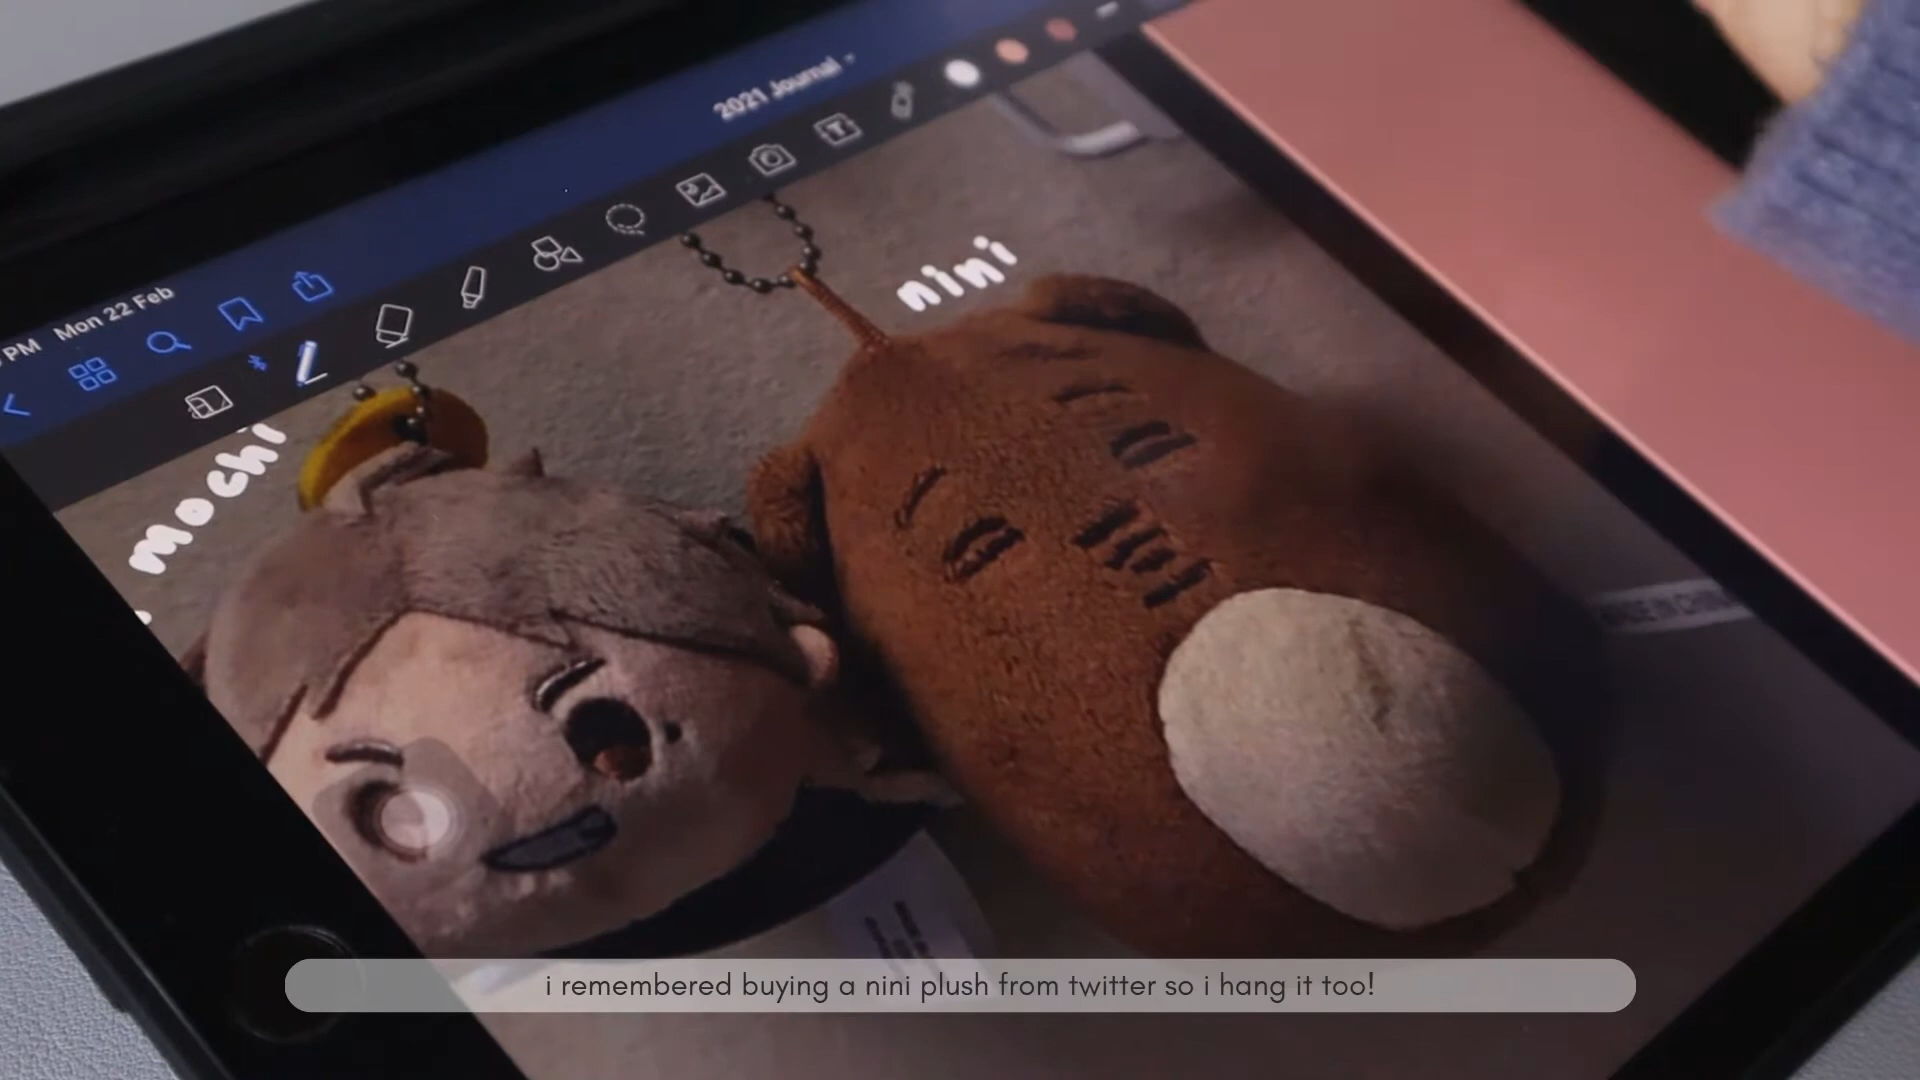 2021 Journal
PM Mon 22 Feb
nini
mochi
i remembered buying a nini plush from twitter so i hang it too!